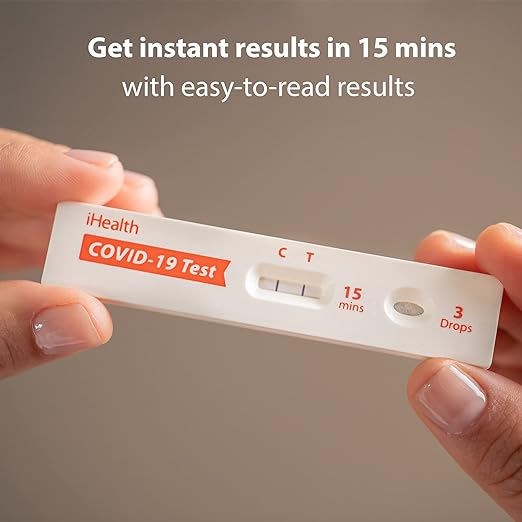 Get instant results in 15 mins
with easy-to-read results
iHealth
COVID-19 Test
C T
15
mins
3
Drops